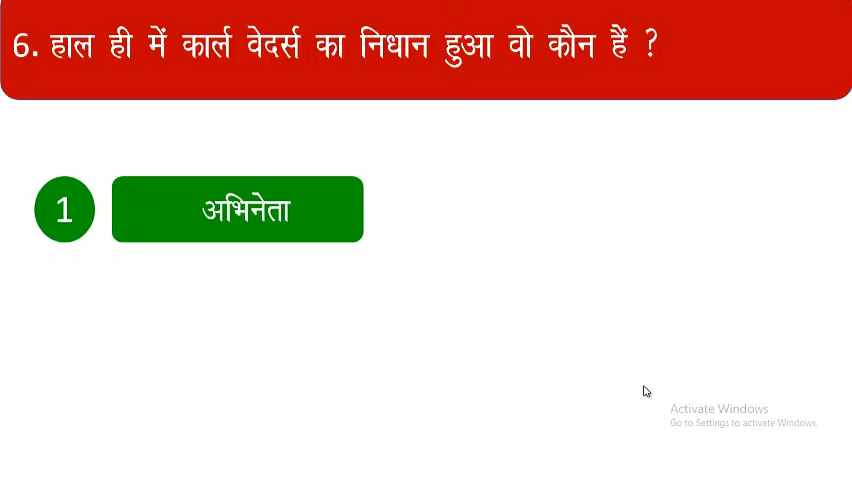 6. हाल ही में कार्ल वेदर्स का निधान हुआ वो कौन हैं ?
1
अभिनेता
Activate Windows
Go to Settings to activate Windows.